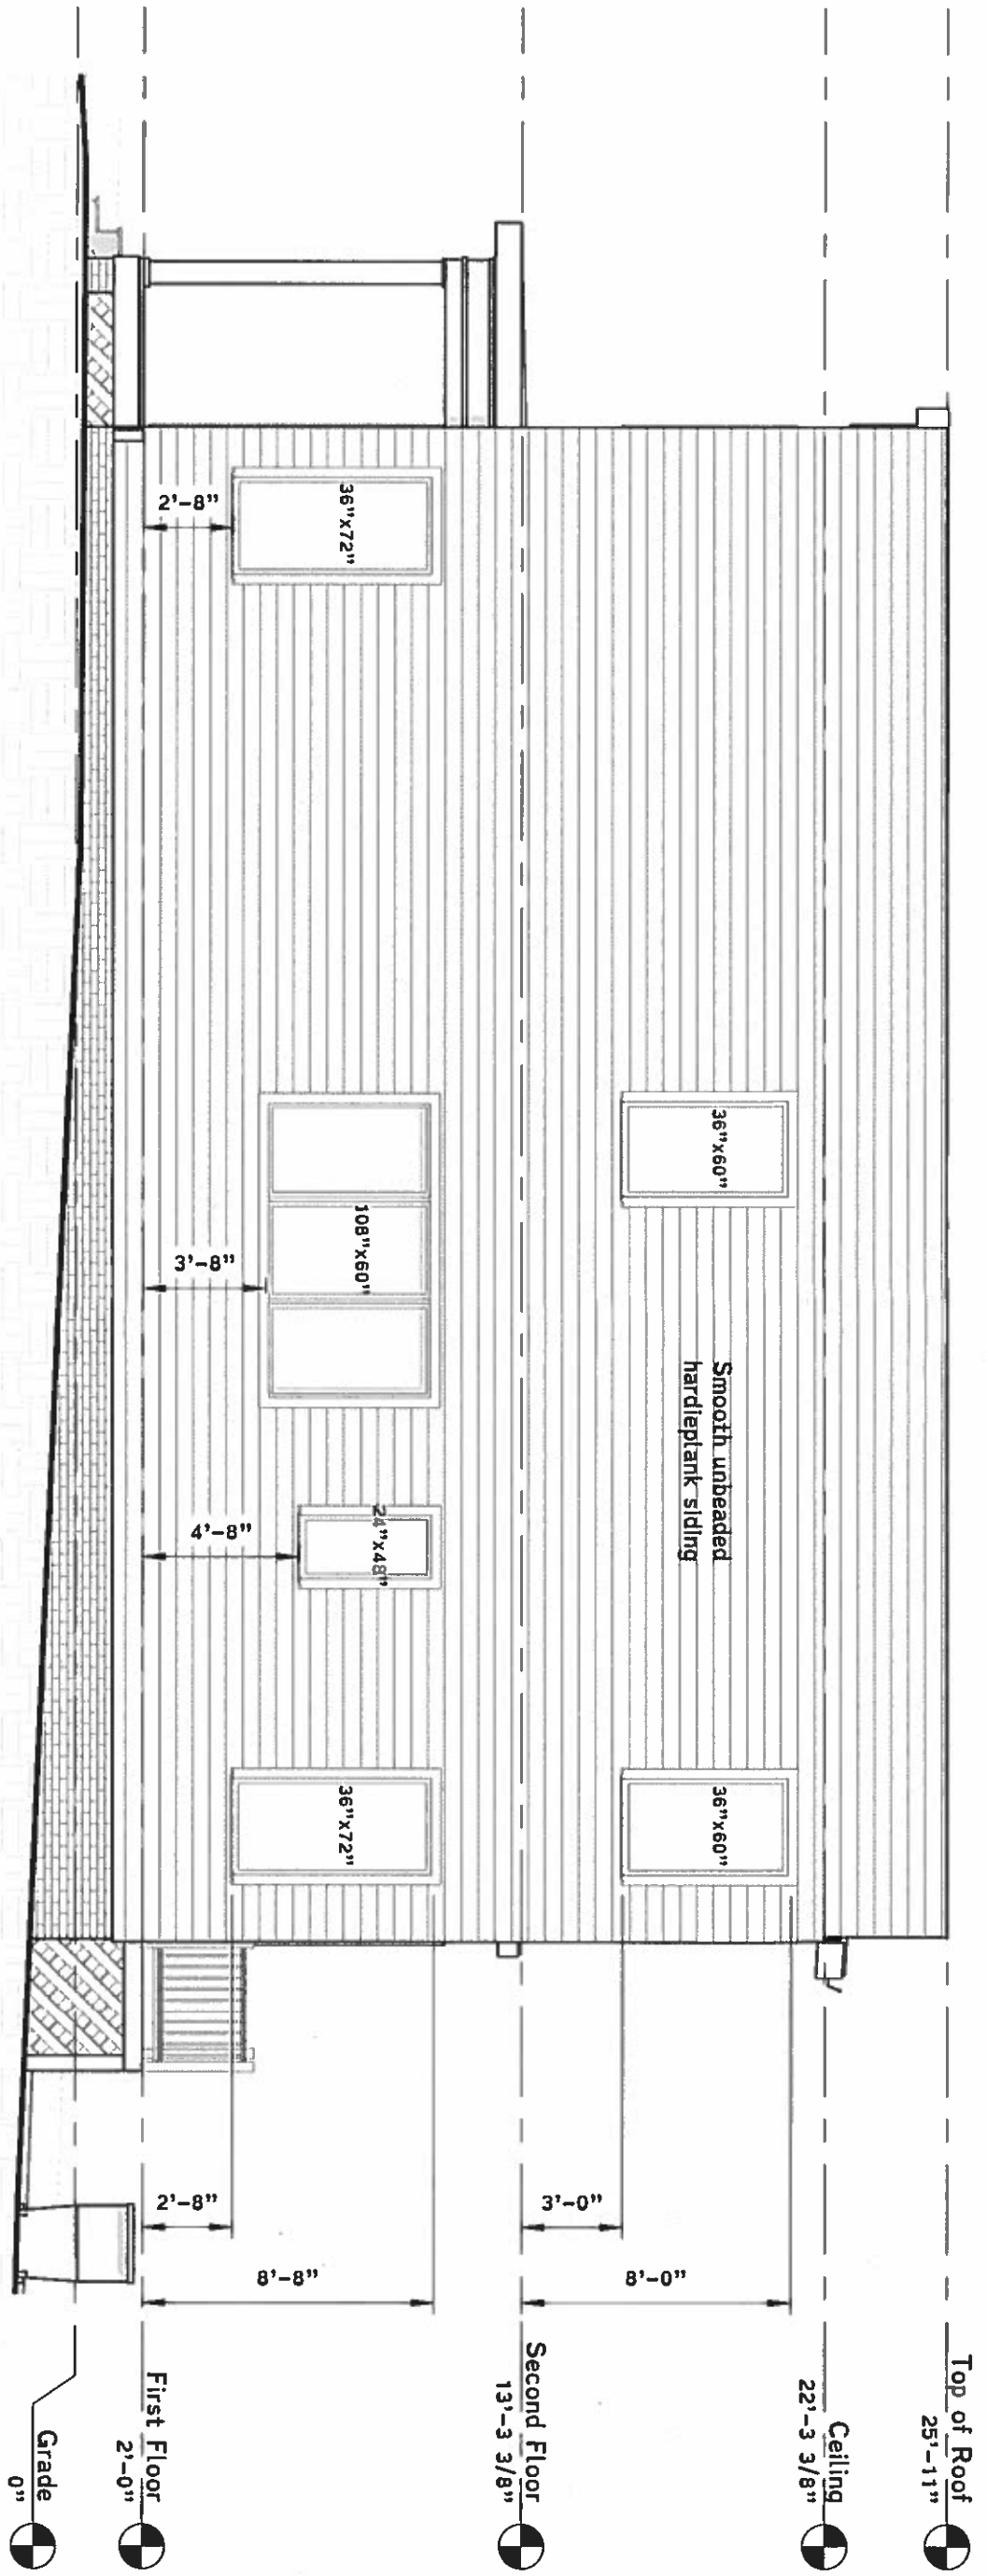 Top of Roof
25'-11"
Ceiling
22'-3 3/8"
36"x60"
36"x60"
8'-0"
Smooth unbeaded
hardieplank siding
3'-0"
Second Floor
13'-3 3/8"
36"x72"
108"x60"
24"x48"
36"x72"
8'-8"
2'-8"
3'-8"
4'-8"
2'-8"
First Floor
2'-0"
Grade
0"